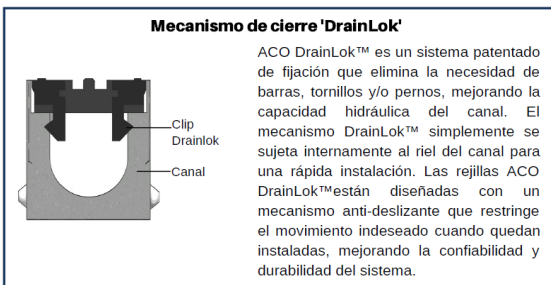 Mecanismo de cierre 'DrainLok'
ACO DrainLok™ es un sistema patentado
de fijación que elimina la necesidad de
barras, tornillos y/o pernos, mejorando la
capacidad hidráulica del canal. El
mecanismo DrainLok™ simplemente se
sujeta internamente al riel del canal para
una rápida instalación. Las rejillas ACO
DrainLok™están diseñadas con un
mecanismo anti-deslizante que restringe
el movimiento indeseado cuando quedan
instaladas, mejorando la confiabilidad y
durabilidad del sistema.
Clip
Drainlok
Canal